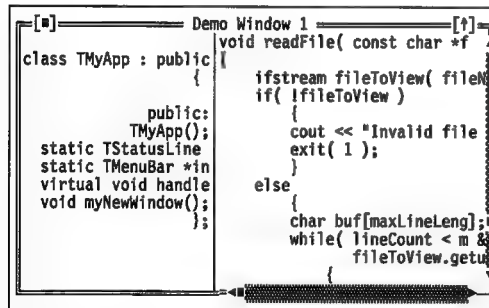 [■] Demo Window 1 [↑]
class TMyApp : public
{
public:
TMyApp();
static TStatusLine
static TMenuBar *in
virtual void handle
void myNewWindow();
};
void readFile( const char *f
{
ifstream fileToView( fileN
if( !fileToView )
{
cout << "Invalid file
exit( 1 );
}
else
{
char buf[maxLineLeng];
while( lineCount < m &
fileToView.getu
{